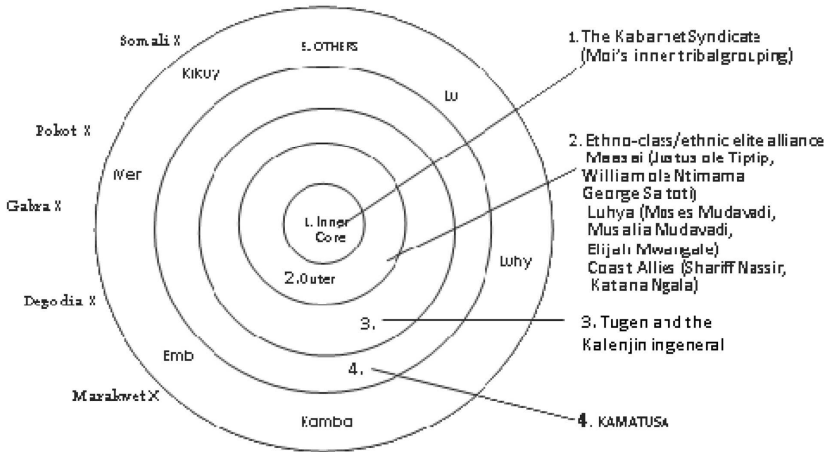 Somali X
5. OTHERS
Kikuy
Lu
Pokot X
Mer
Gabra X
1. Inner
Core
2. Outer
Luhy
Degodia X
3.
Emb
4.
Marakwet X
Kamba
1. The Kabarnet Syndicate
(Moi's inner tribal grouping)
2. Ethno-class/ethnic elite alliance
Maasai (Justus ole Tiptip,
William ole Ntimama
George Saitoti)
Luhya (Moses Mudavadi,
Musalia Mudavadi,
Elijah Mwangale)
Coast Allies (Shariff Nassir,
Katana Ngala)
3. Tugen and the
Kalenjin in general
4. KAMATUSA